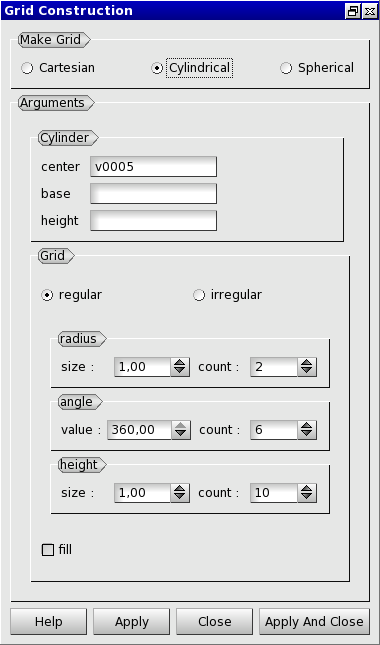 Grid Construction
Make Grid
Cartesian Cylindrical Spherical
Arguments
Cylinder
center v0005
base
height
Grid
regular irregular
radius
size : 1,00 count : 2
angle
value : 360,00 count : 6
height
size : 1,00 count : 10
fill
Help Apply Close Apply And Close